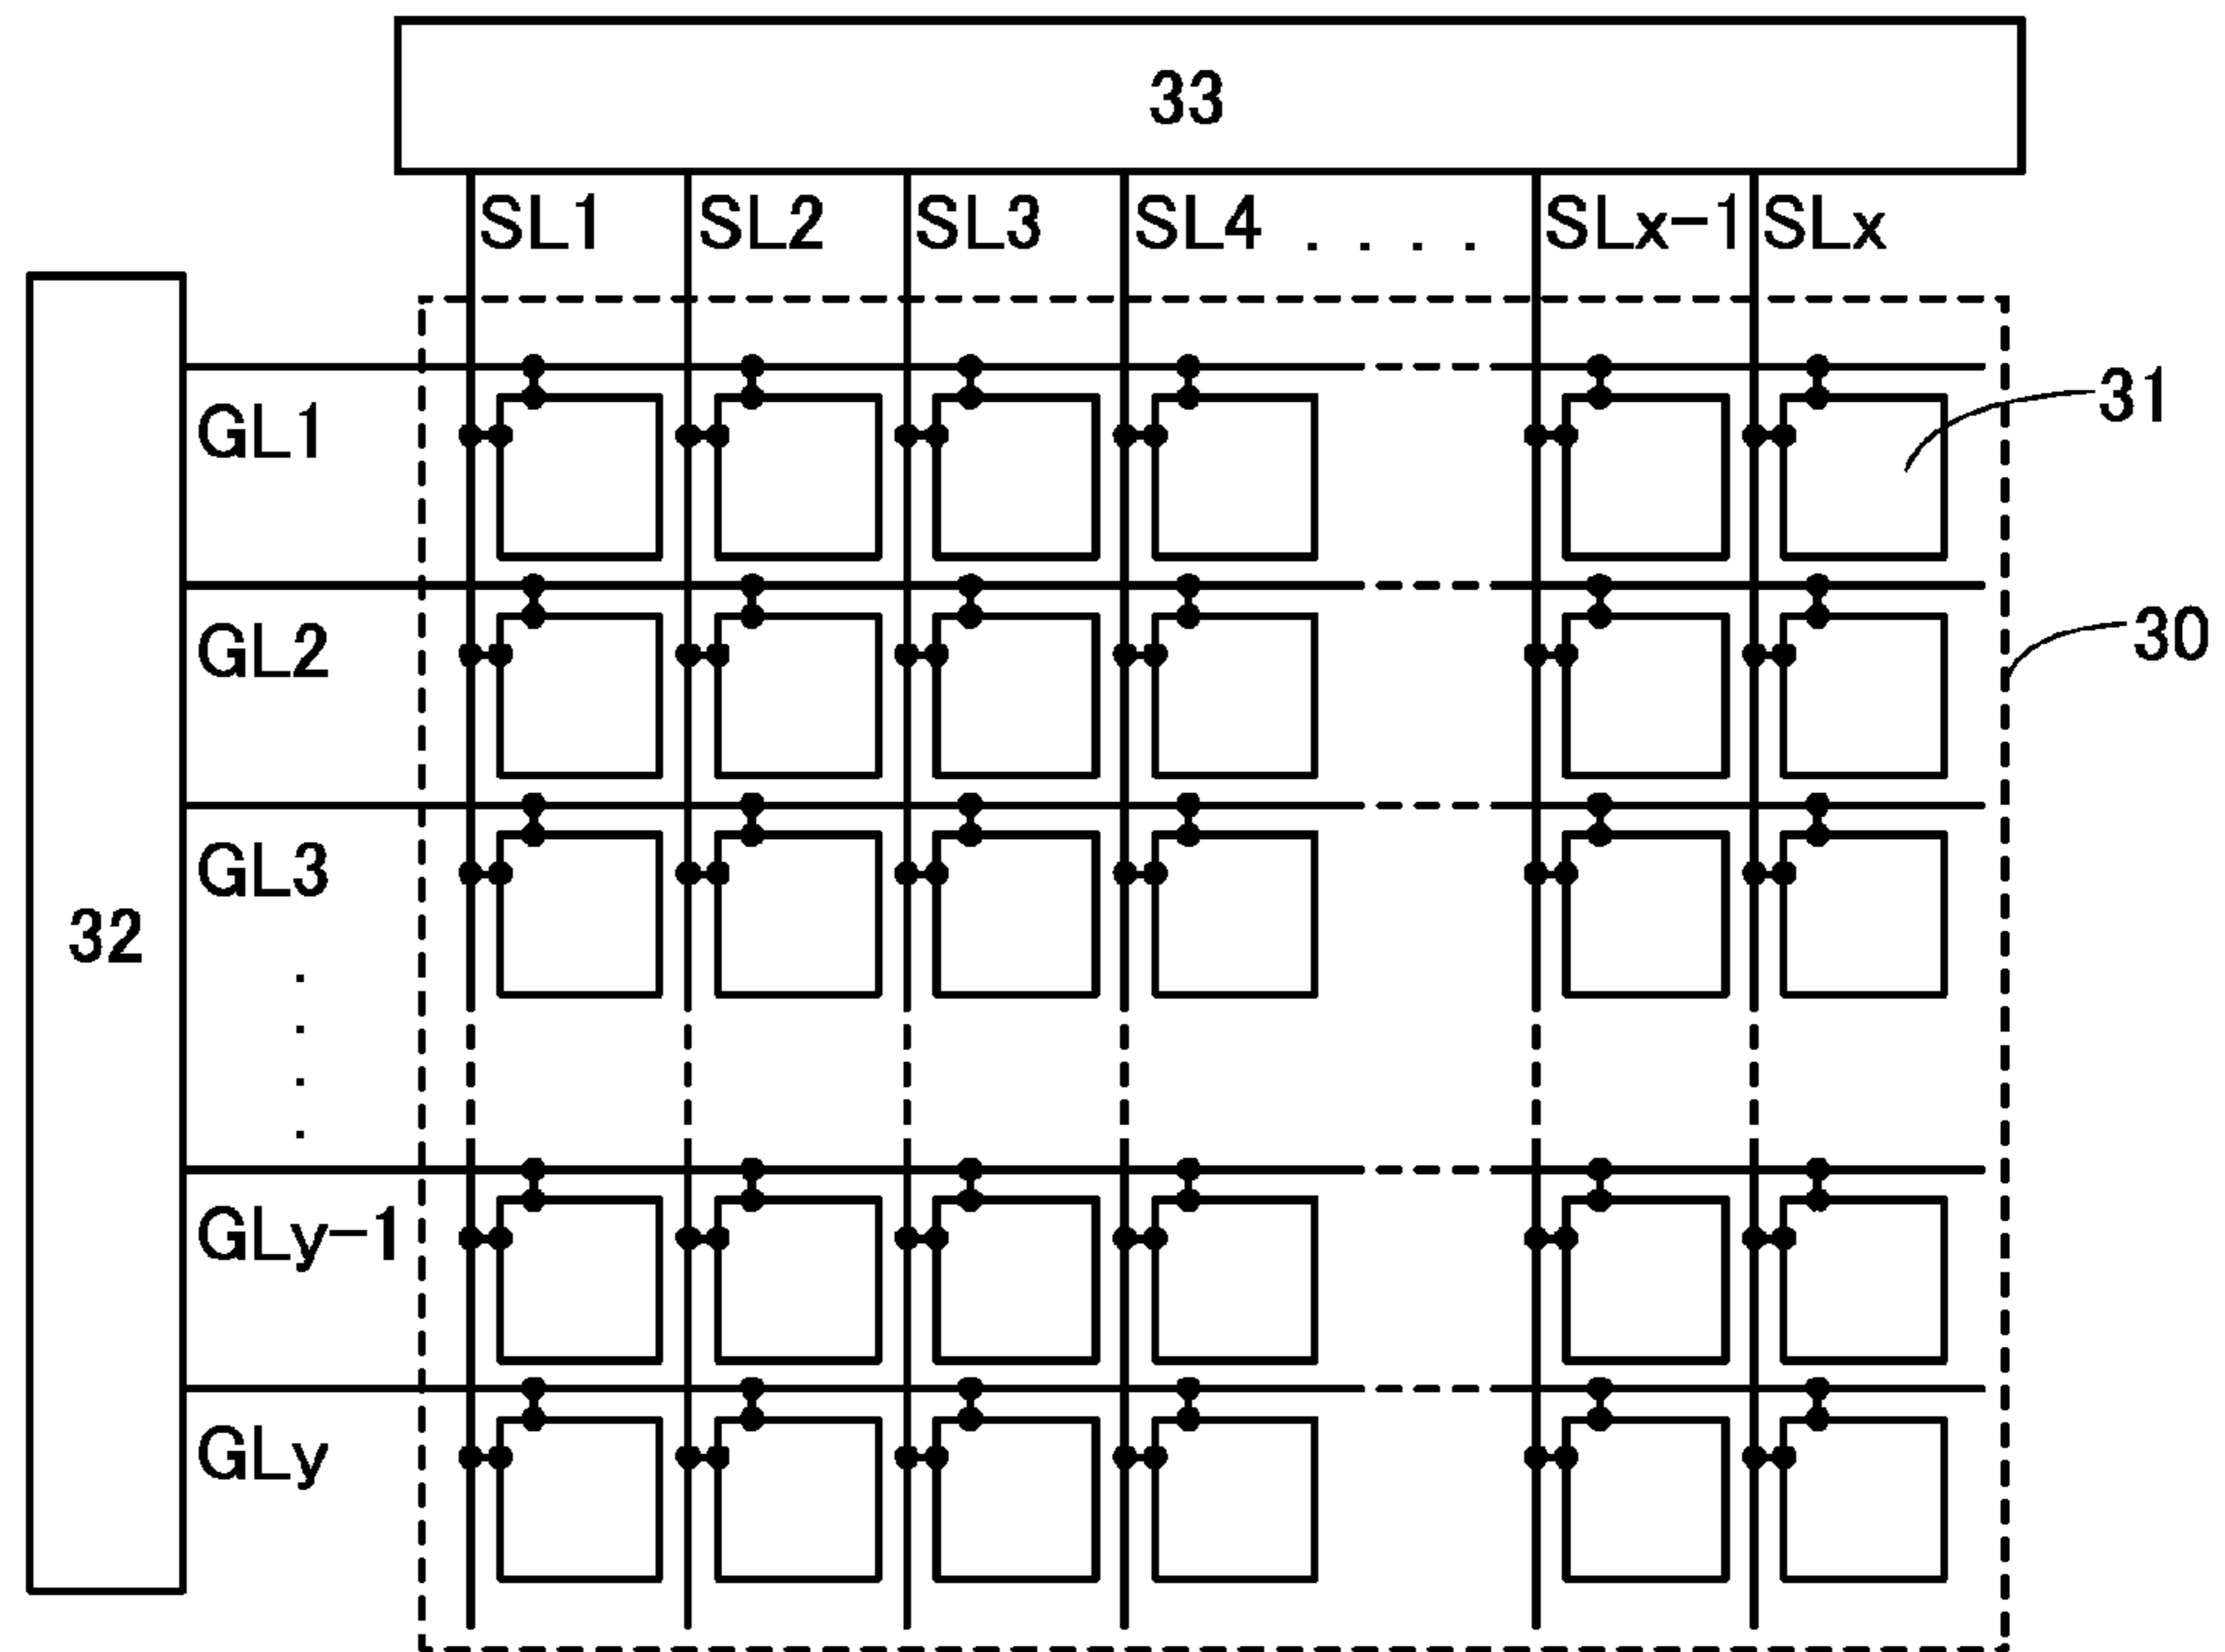 33
SL1 SL2 SL3 SL4 . . . . SLx-1 SLx
GL1
31
GL2
30
GL3
32
.
.
.
.
GLy-1
GLy